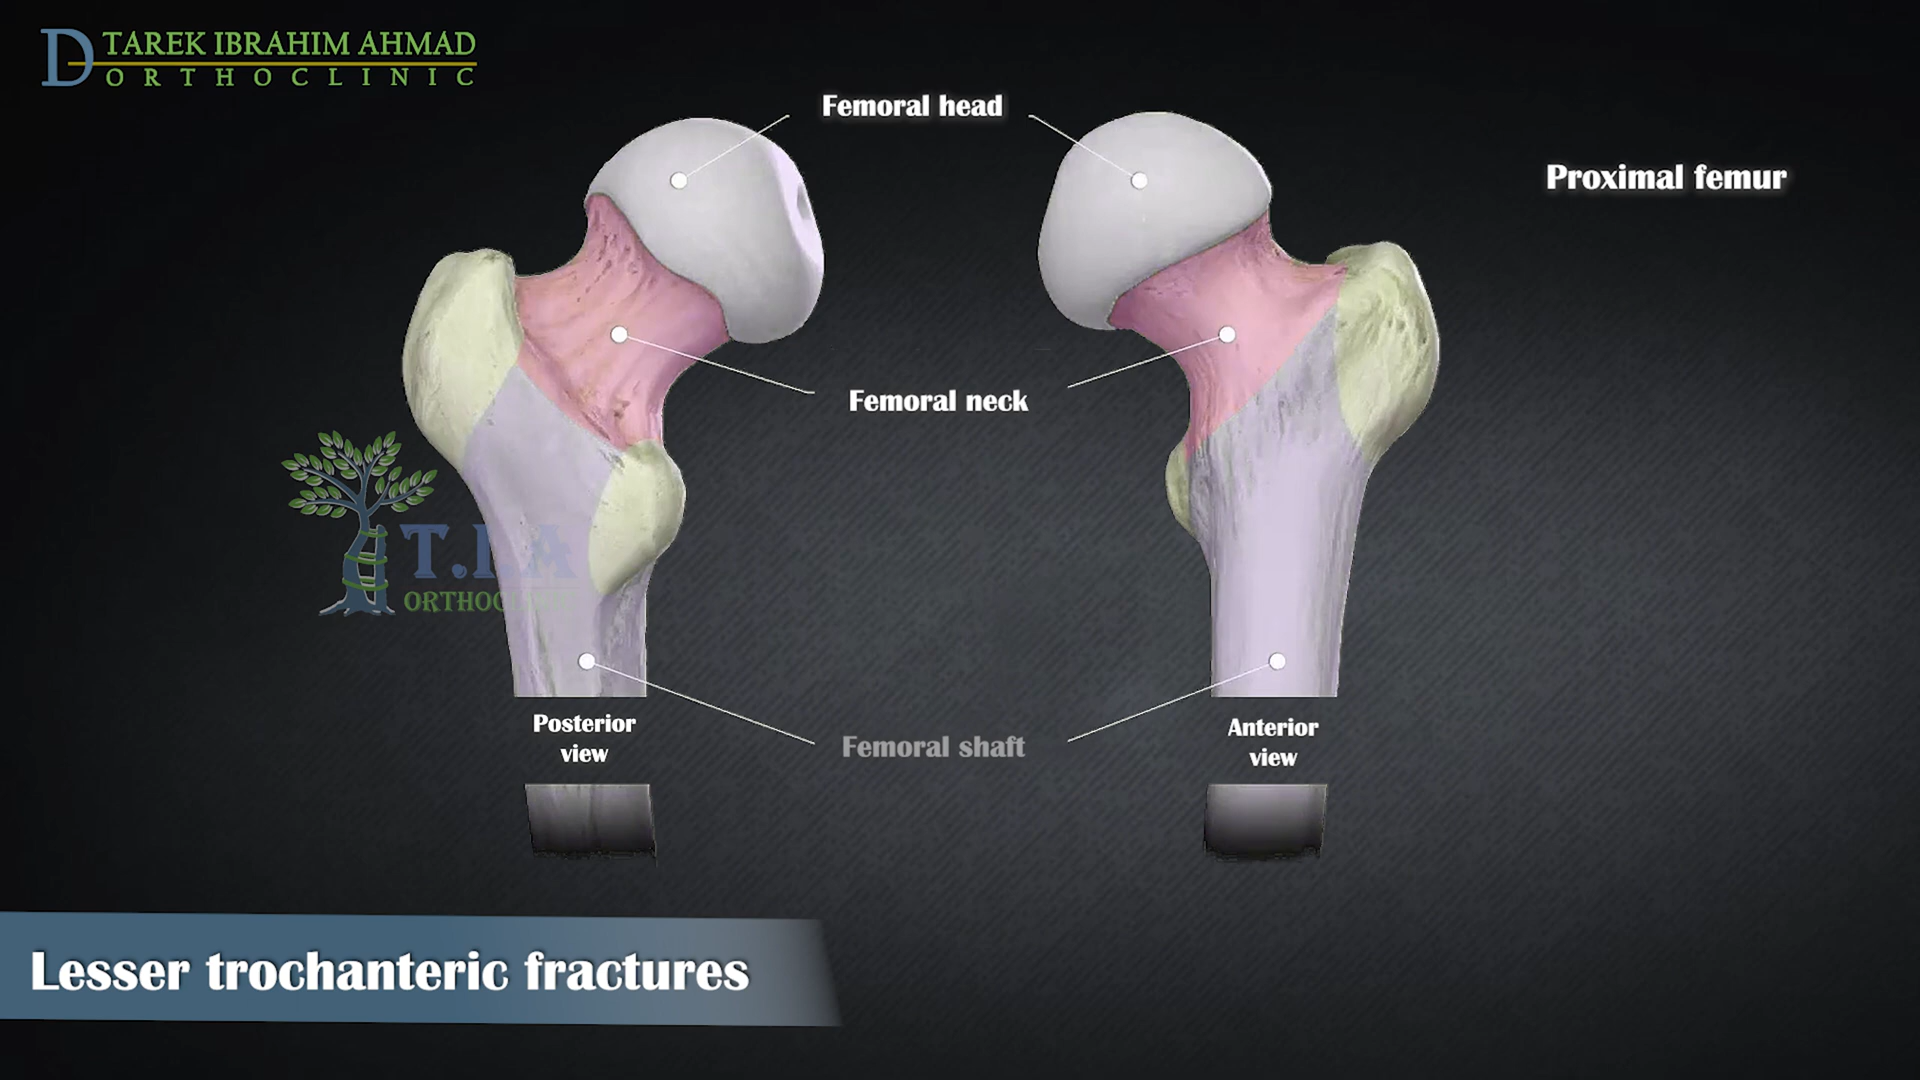 D TAREK IBRAHIM AHMAD
ORTHOCLINIC
Femoral head
Proximal femur
Femoral neck
T.I.A
ORTHOCLINIC
Posterior
view
Femoral shaft
Anterior
view
Lesser trochanteric fractures